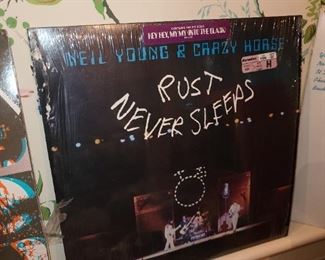 HEY HEY, MY MY (INTO THE BLACK)
NEIL YOUNG & CRAZY HORSE
RUST
NEVER SLEEPS